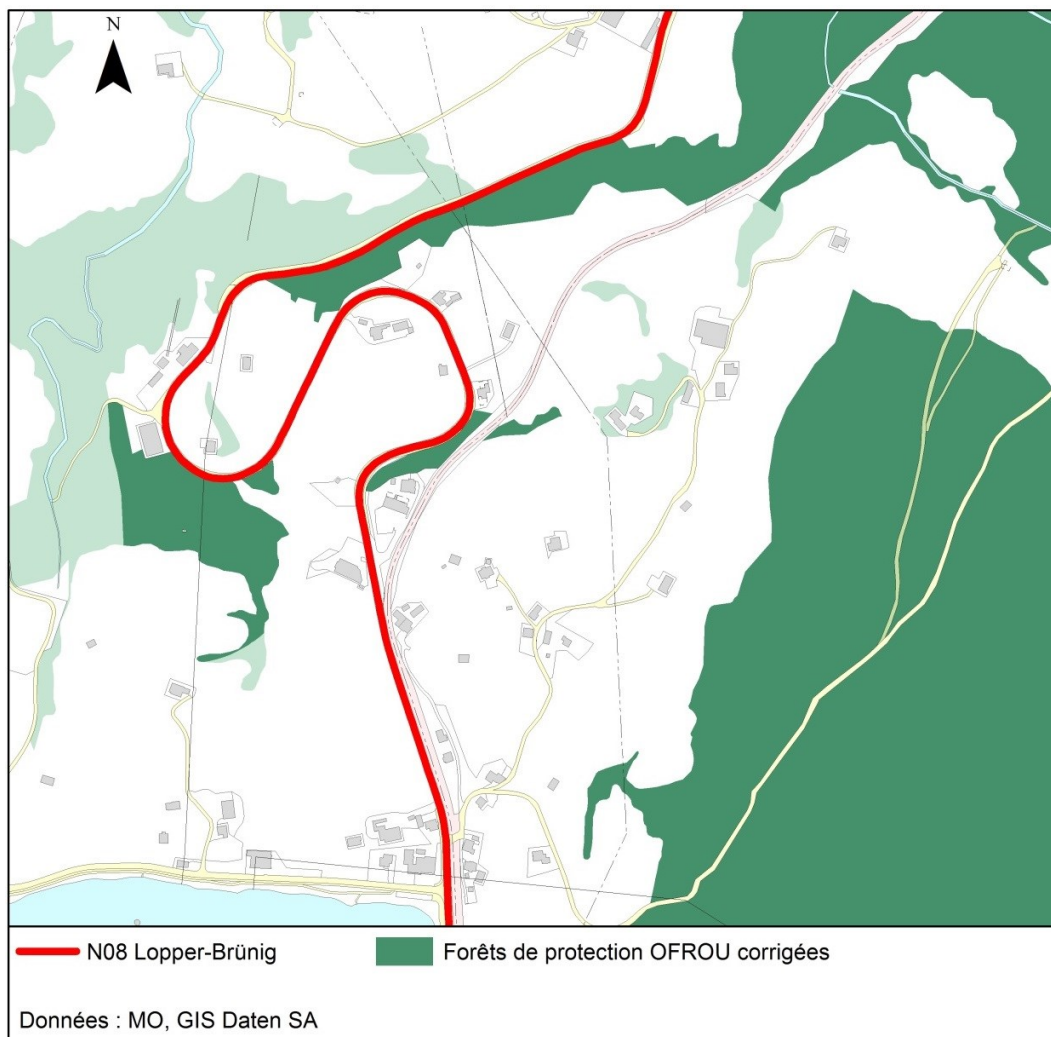 N
N08 Lopper-Brünig
Forêts de protection OFROU corrigées
Données : MO, GIS Daten SA